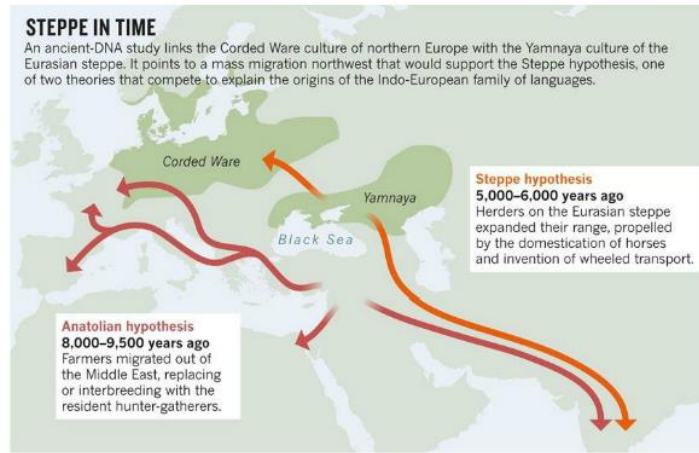 STEPPE IN TIME
An ancient-DNA study links the Corded Ware culture of northern Europe with the Yamnaya culture of the
Eurasian steppe. It points to a mass migration northwest that would support the Steppe hypothesis, one
of two theories that compete to explain the origins of the Indo-European family of languages.
Corded Ware
Yamnaya
Black Sea
Steppe hypothesis
5,000–6,000 years ago
Herders on the Eurasian steppe
expanded their range, propelled
by the domestication of horses
and invention of wheeled transport.
Anatolian hypothesis
8,000–9,500 years ago
Farmers migrated out of
the Middle East, replacing
or interbreeding with the
resident hunter-gatherers.